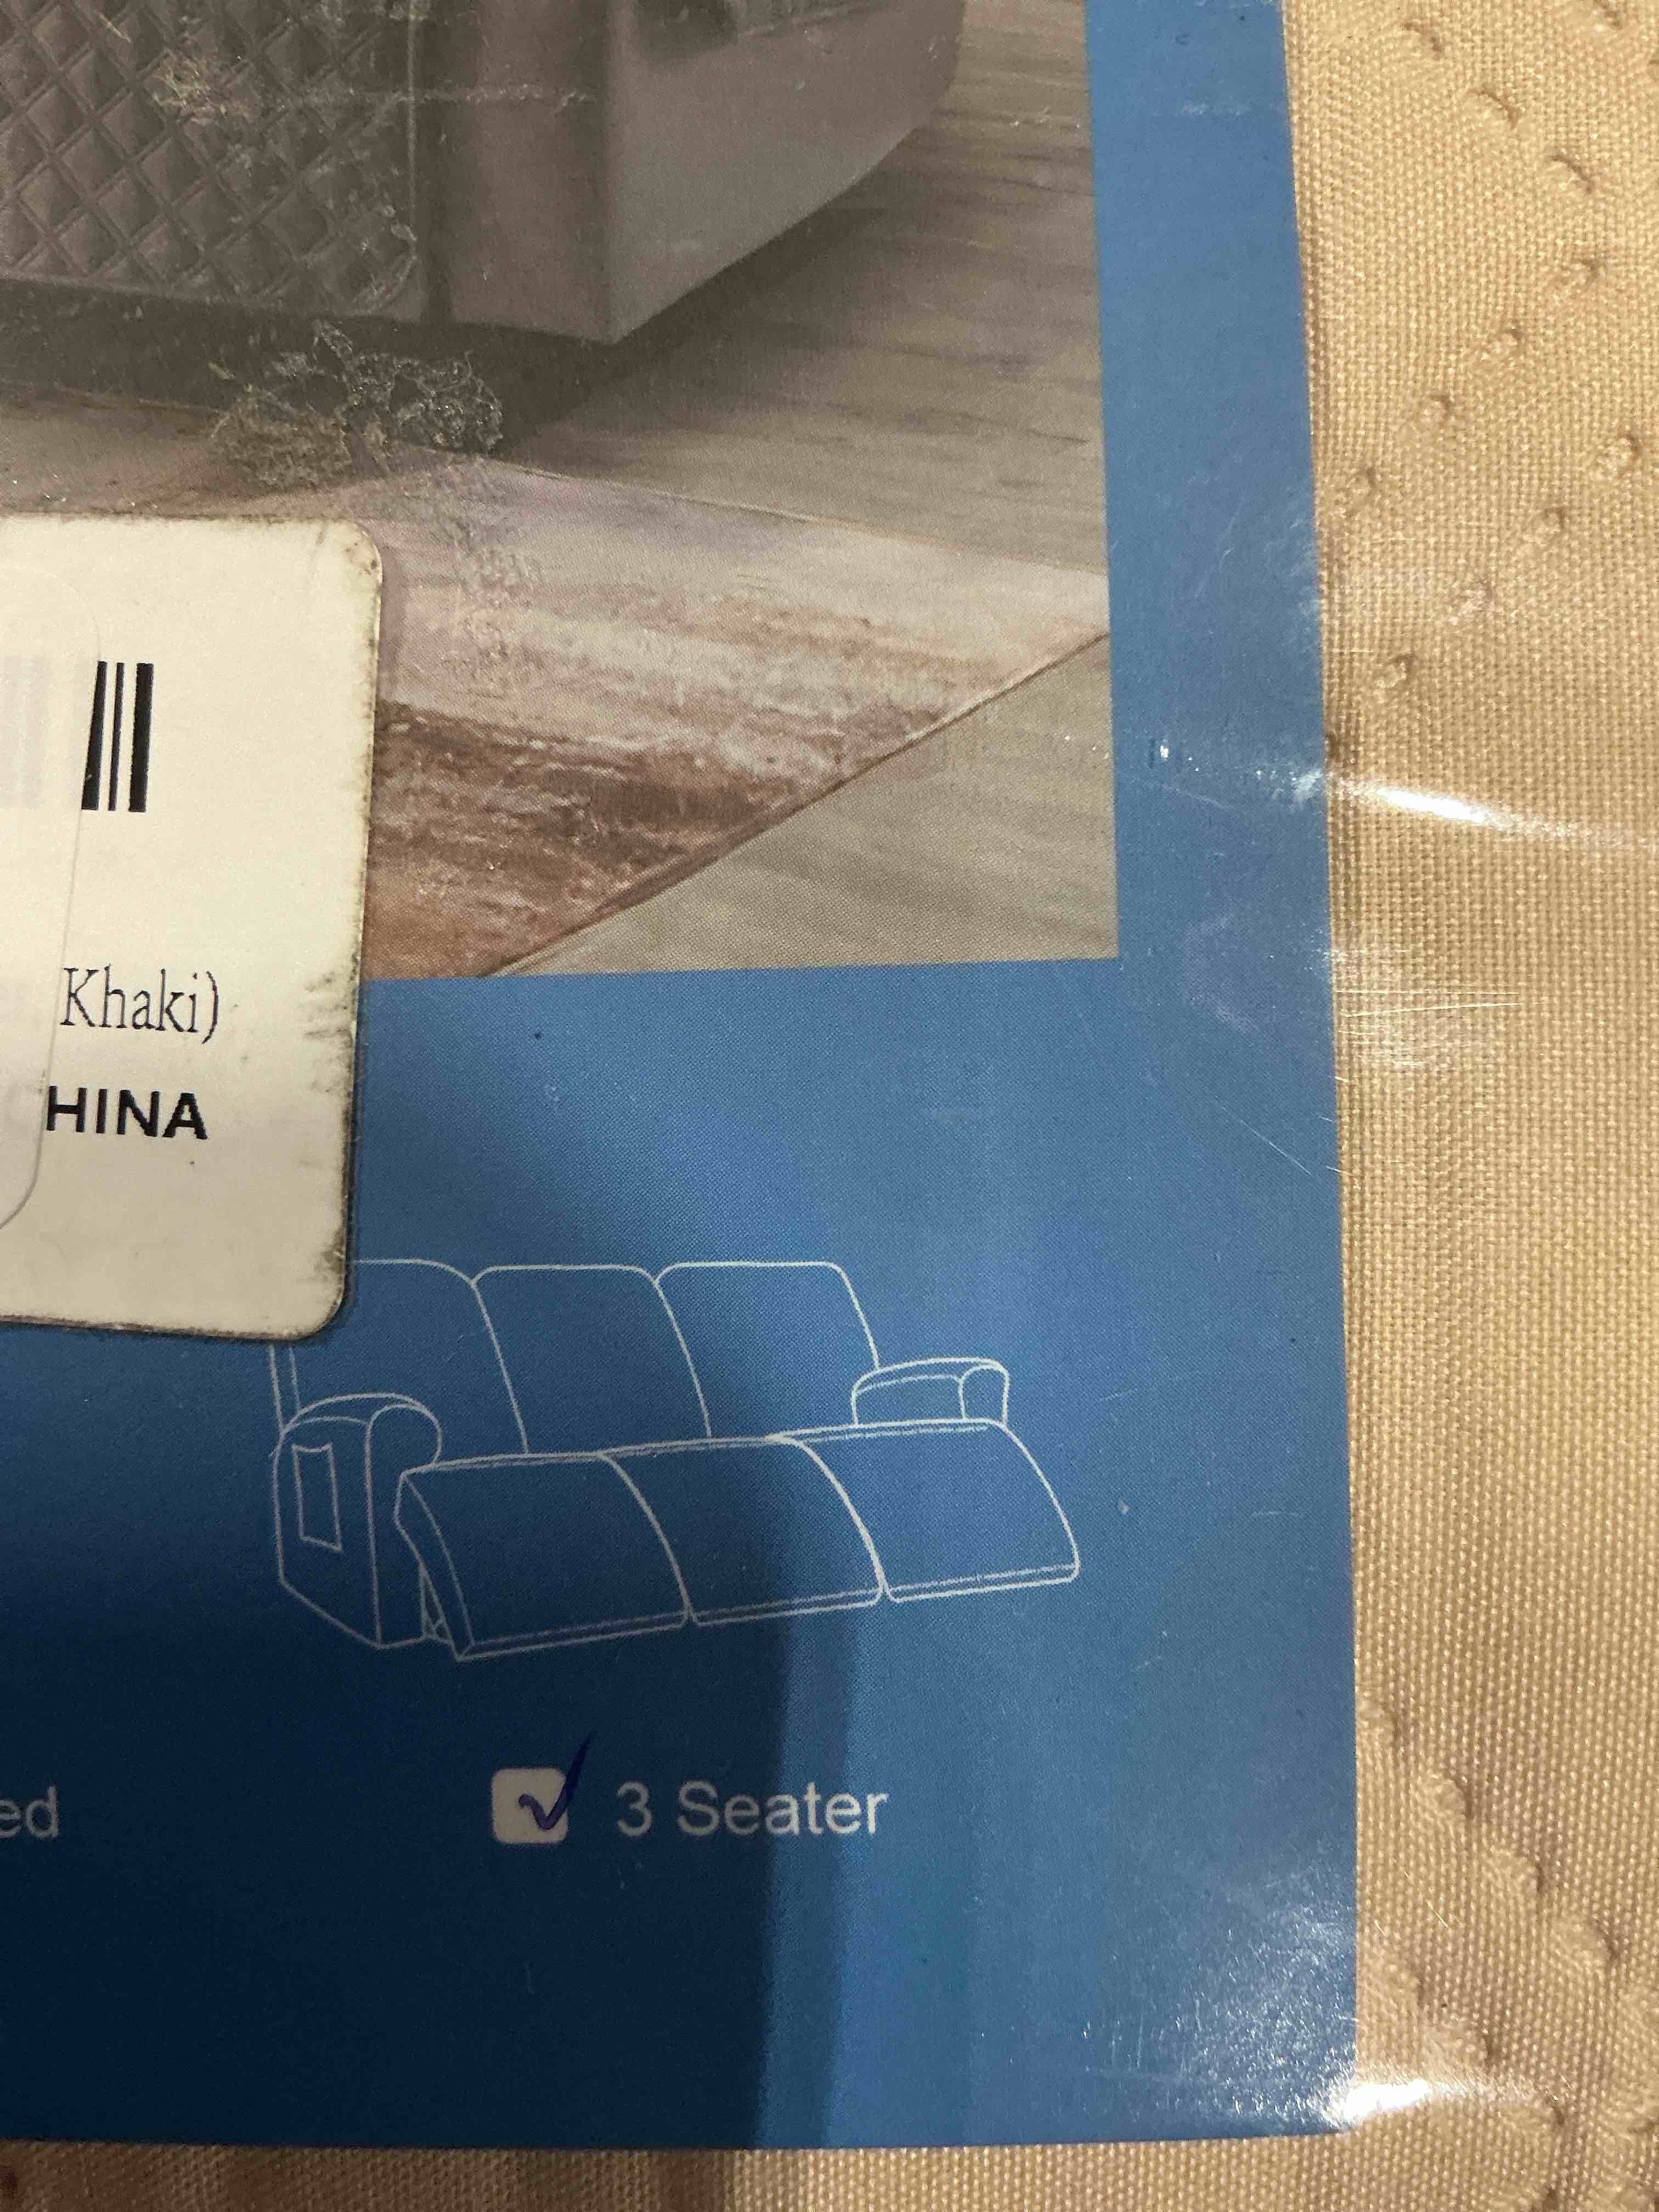 Khaki)
HINA
ed
3 Seater